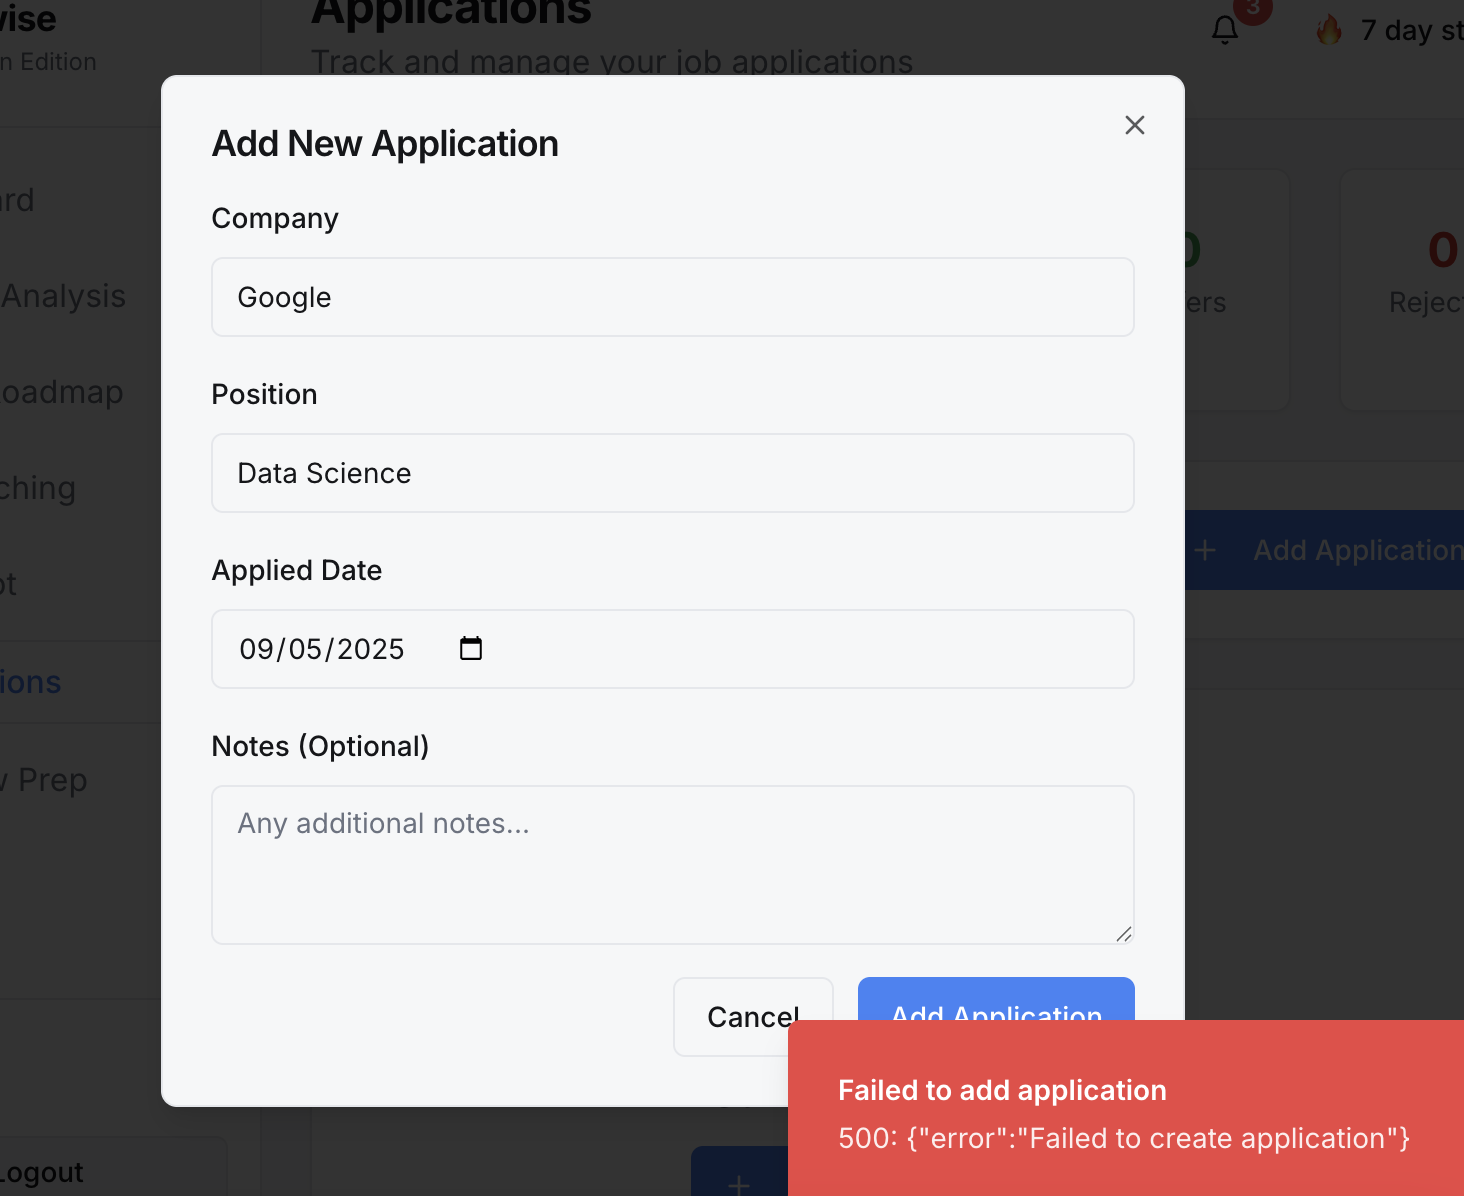 wise
n Edition
Applications
Track and manage your job applications
3
7 day st
Add New Application
Company
Google
Position
Data Science
Applied Date
09/05/2025
Notes (Optional)
Any additional notes...
Cancel
Add Application
Failed to add application
500: {"error":"Failed to create application"}
ard
Analysis
oadmap
ching
ot
ions
w Prep
Logout
0
ers
0
Reject
+ Add Application
+